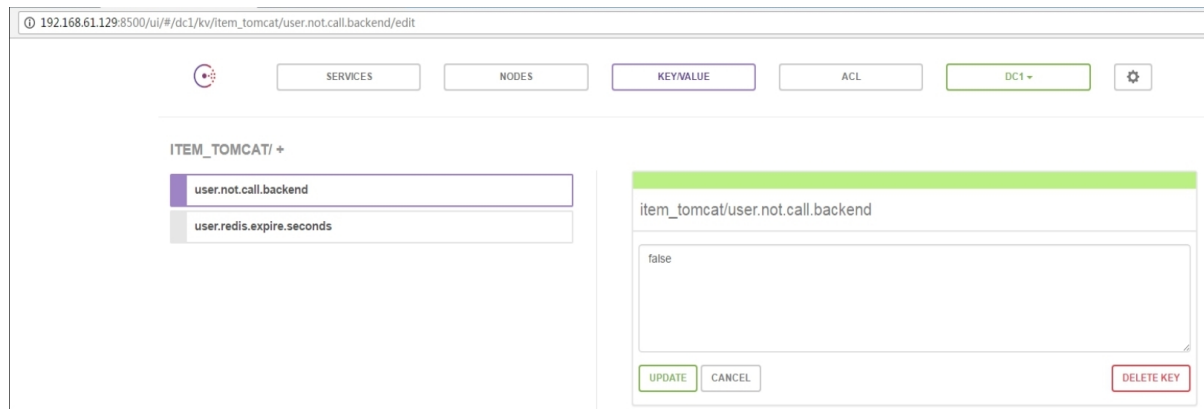 192.168.61.129:8500/ui/#/dc1/kv/item_tomcat/user.not.call.backend/edit
SERVICES NODES KEY/VALUE ACL DC1
ITEM_TOMCAT/ +
user.not.call.backend
user.redis.expire.seconds
item_tomcat/user.not.call.backend
false
UPDATE CANCEL DELETE KEY